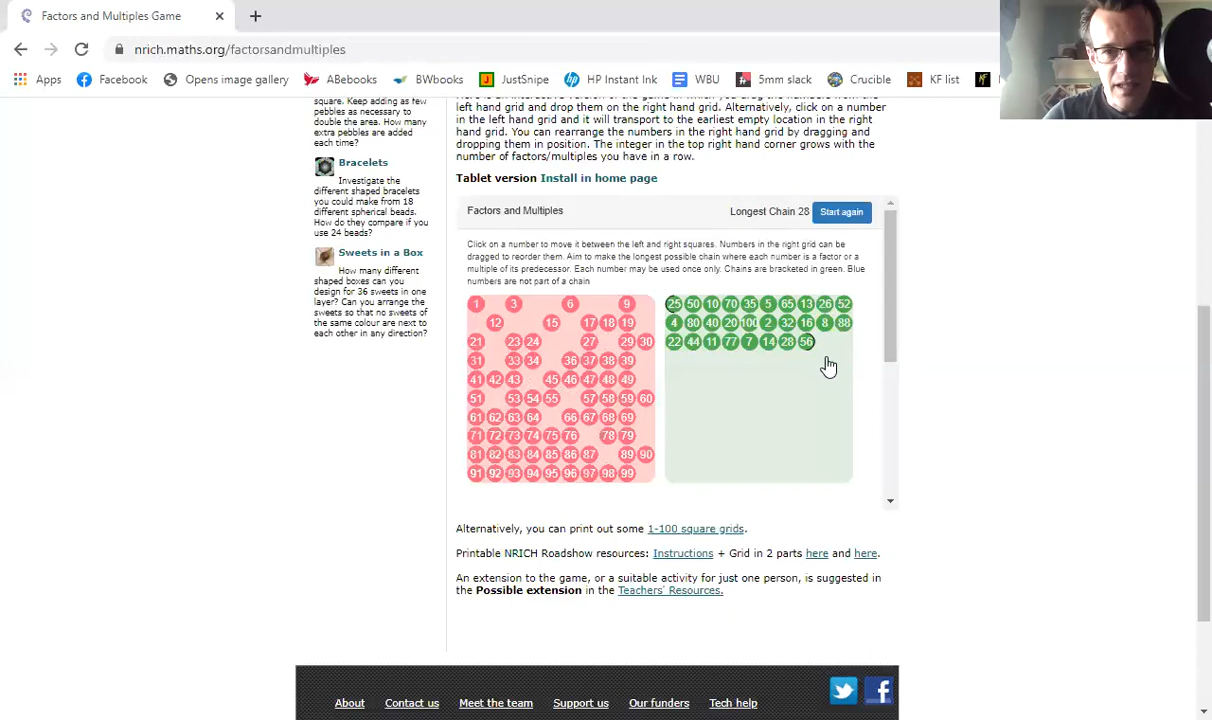 Factors and Multiples Game
nrich.maths.org/factorsandmultiples
Apps Facebook Opens image gallery ABebooks BWbooks JustSnipe HP Instant Ink WBU 5mm slack Crucible KF list
square. Keep adding as few
pebbles as necessary to
double the area. How many
extra pebbles are added
each time?
Bracelets
Investigate the
different shaped bracelets
you could make from 18
different spherical beads.
How do they compare if you
use 24 beads?
Sweets in a Box
How many different
shaped boxes can you
design for 36 sweets in one
layer? Can you arrange the
sweets so that no sweets of
the same colour are next to
each other in any direction?
left hand grid and drop them on the right hand grid. Alternatively, click on a number
in the left hand grid and it will transport to the earliest empty location in the right
hand grid. You can rearrange the numbers in the right hand grid by dragging and
dropping them in position. The integer in the top right hand corner grows with the
number of factors/multiples you have in a row.
Tablet version Install in home page
Factors and Multiples Longest Chain 28 Start again
Click on a number to move it between the left and right squares. Numbers in the right grid can be
dragged to reorder them. Aim to make the longest possible chain where each number is a factor or a
multiple of its predecessor. Each number may be used once only. Chains are bracketed in green. Blue
numbers are not part of a chain
1 3 6 9
12 15 17 18 19
21 23 24 27 29 30
31 33 34 36 37 38 39
41 42 43 45 46 47 48 49
51 53 54 55 57 58 59 60
61 62 63 64 66 67 68 69
71 72 73 74 75 76 78 79
81 82 83 84 85 86 87 89 90
91 92 93 94 95 96 97 98 99
25 50 10 70 35 5 65 13 26 52
4 80 40 20 100 2 32 16 8 88
22 44 11 77 7 14 28 56
Alternatively, you can print out some 1-100 square grids.
Printable NRICH Roadshow resources: Instructions + Grid in 2 parts here and here.
An extension to the game, or a suitable activity for just one person, is suggested in
the Possible extension in the Teachers' Resources.
About Contact us Meet the team Support us Our funders Tech help